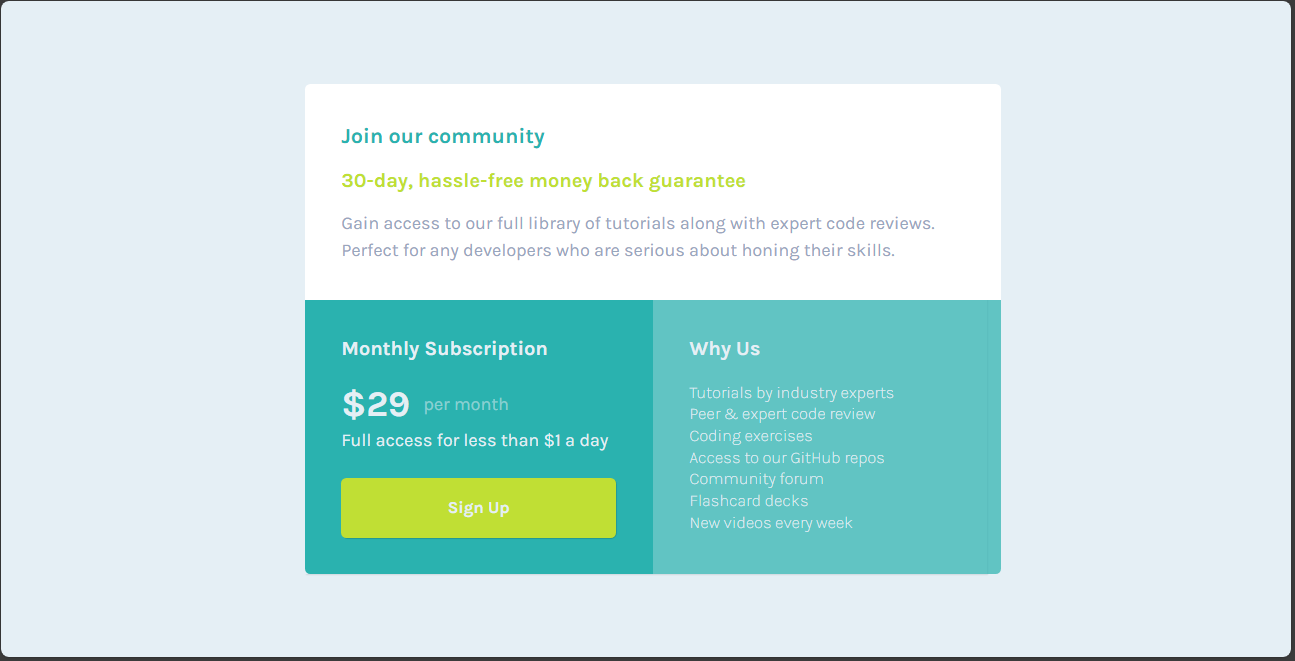 Join our community
30-day, hassle-free money back guarantee
Gain access to our full library of tutorials along with expert code reviews.
Perfect for any developers who are serious about honing their skills.
Monthly Subscription
$29 per month
Full access for less than $1 a day
Sign Up
Why Us
Tutorials by industry experts
Peer & expert code review
Coding exercises
Access to our GitHub repos
Community forum
Flashcard decks
New videos every week